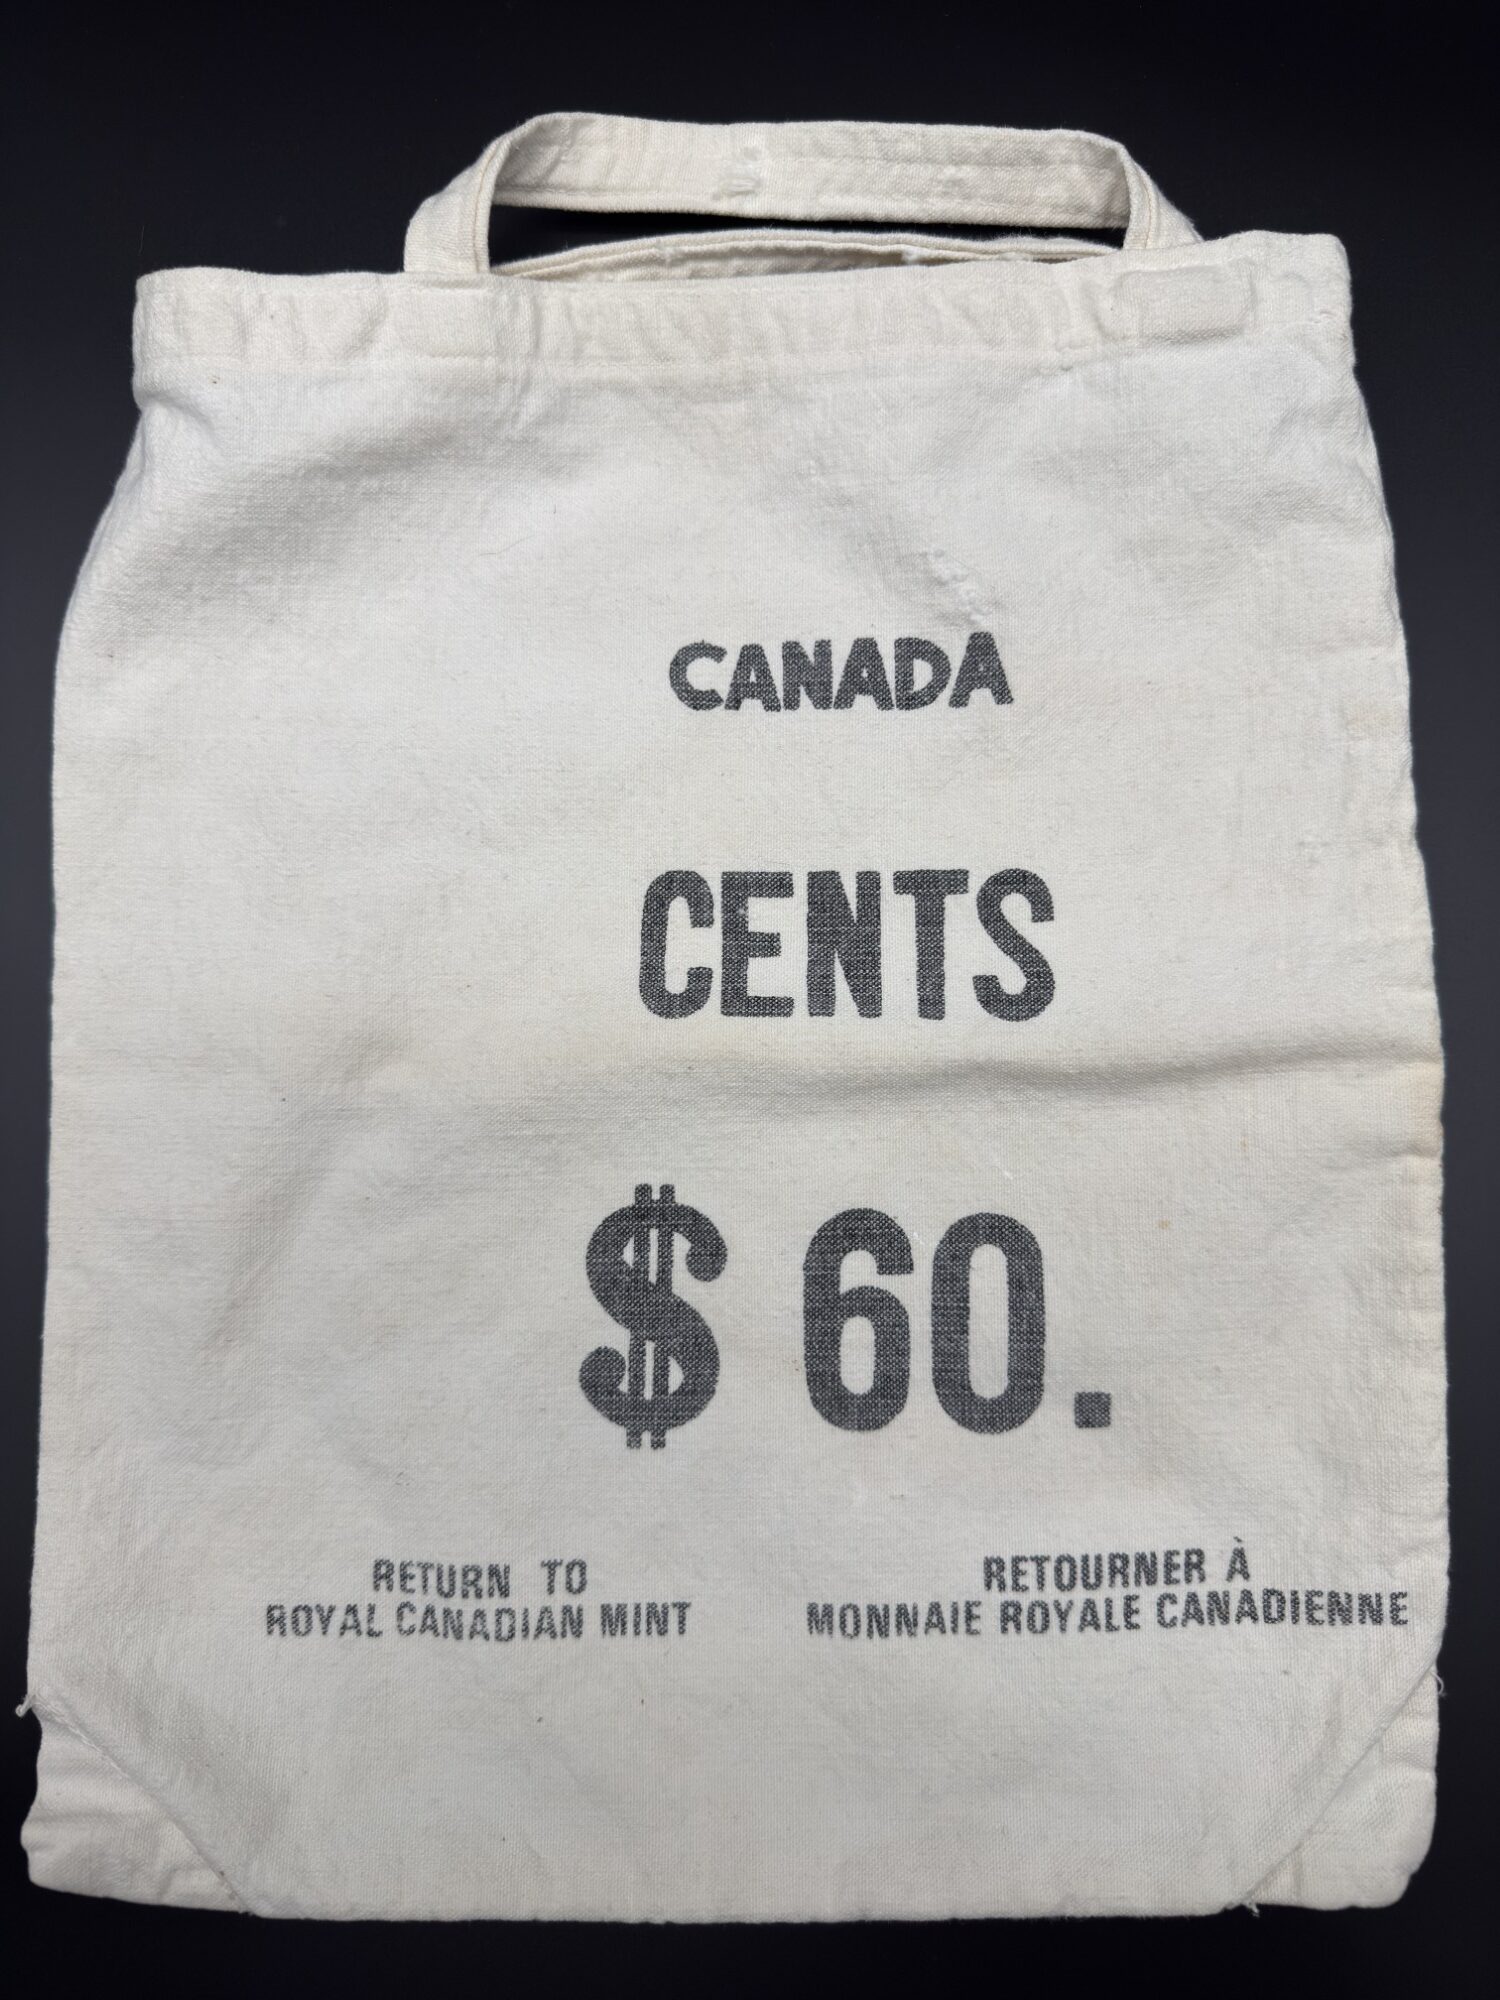 CANADA
CENTS
$ 60.
RETURN TO
ROYAL CANADIAN MINT
RETOURNER À
MONNAIE ROYALE CANADIENNE